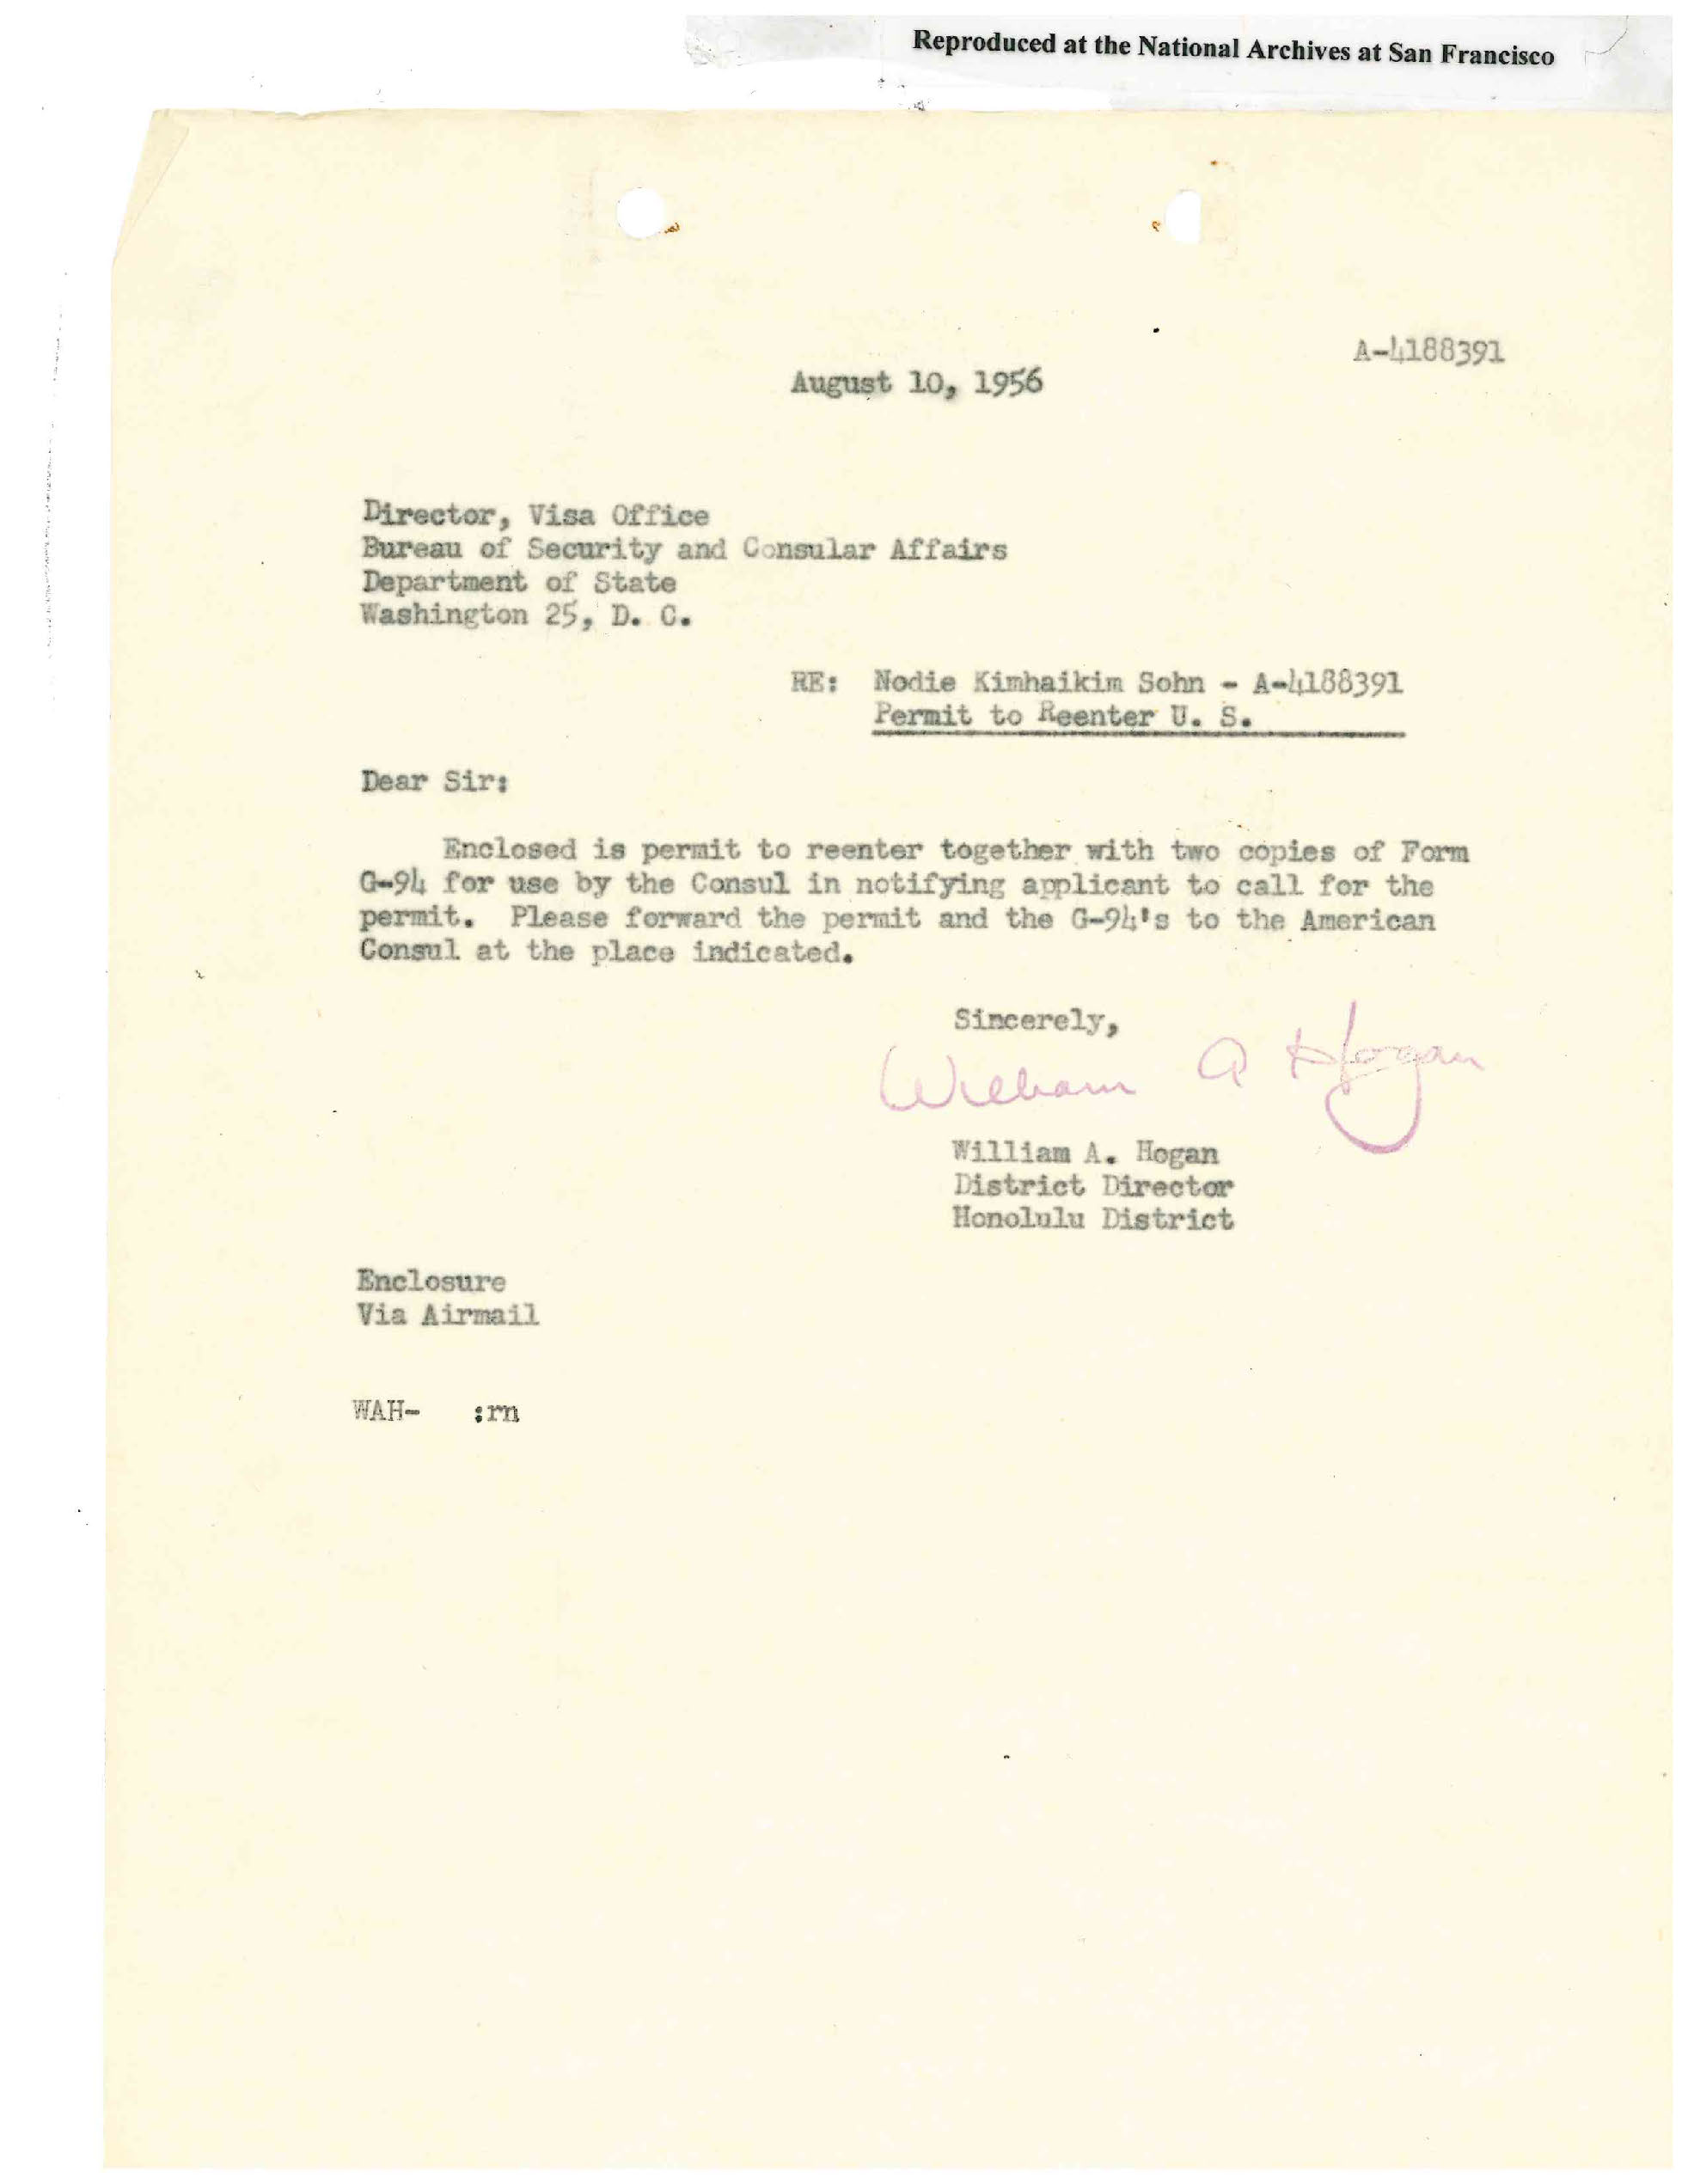 Reproduced at the National Archives at San Francisco
A-4188391
August 10, 1956
Director, Visa Office
Bureau of Security and Consular Affairs
Department of State
Washington 25, D. C.
RE: Nodie Kimhaikim Sohn - A-4188391
Permit to Reenter U. S.
Dear Sir:
Enclosed is permit to reenter together with two copies of Form
G-94 for use by the Consul in notifying applicant to call for the
permit. Please forward the permit and the G-94's to the American
Consul at the place indicated.
Sincerely,
William A Hogan
William A. Hogan
District Director
Honolulu District
Enclosure
Via Airmail
WAH- :rn